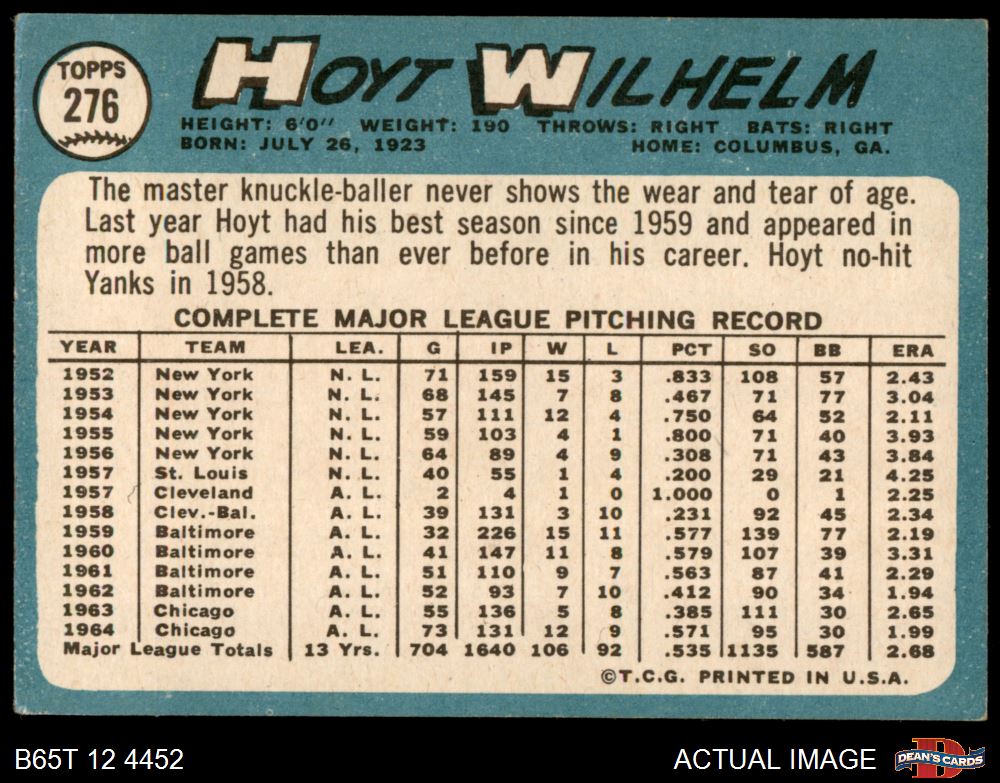 TOPPS
276
HOYT WILHELM
HEIGHT: 6'0" WEIGHT: 190 THROWS: RIGHT BATS: RIGHT
BORN: JULY 26, 1923 HOME: COLUMBUS, GA.
The master knuckle-baller never shows the wear and tear of age.
Last year Hoyt had his best season since 1959 and appeared in
more ball games than ever before in his career. Hoyt no-hit
Yanks in 1958.
COMPLETE MAJOR LEAGUE PITCHING RECORD
YEAR TEAM LEA. G IP W L PCT SO BB ERA
1952 New York N. L. 71 159 15 3 .833 108 57 2.43
1953 New York N. L. 68 145 7 8 .467 71 77 3.04
1954 New York N. L. 57 111 12 4 .750 64 52 2.11
1955 New York N. L. 59 103 4 1 .800 71 40 3.93
1956 New York N. L. 64 89 4 9 .308 71 43 3.84
1957 St. Louis N. L. 40 55 1 4 .200 29 21 4.25
1957 Cleveland A. L. 2 4 1 0 1.000 0 1 2.25
1958 Clev.-Bal. A. L. 39 131 3 10 .231 92 45 2.34
1959 Baltimore A. L. 32 226 15 11 .577 139 77 2.19
1960 Baltimore A. L. 41 147 11 8 .579 107 39 3.31
1961 Baltimore A. L. 51 110 9 7 .563 87 41 2.29
1962 Baltimore A. L. 52 93 7 10 .412 90 34 1.94
1963 Chicago A. L. 55 136 5 8 .385 111 30 2.65
1964 Chicago A. L. 73 131 12 9 .571 95 30 1.99
Major League Totals 13 Yrs. 704 1640 106 92 .535 1135 587 2.68
©T.C.G. PRINTED IN U.S.A.
B65T 12 4452 ACTUAL IMAGE DEAN'S CARDS